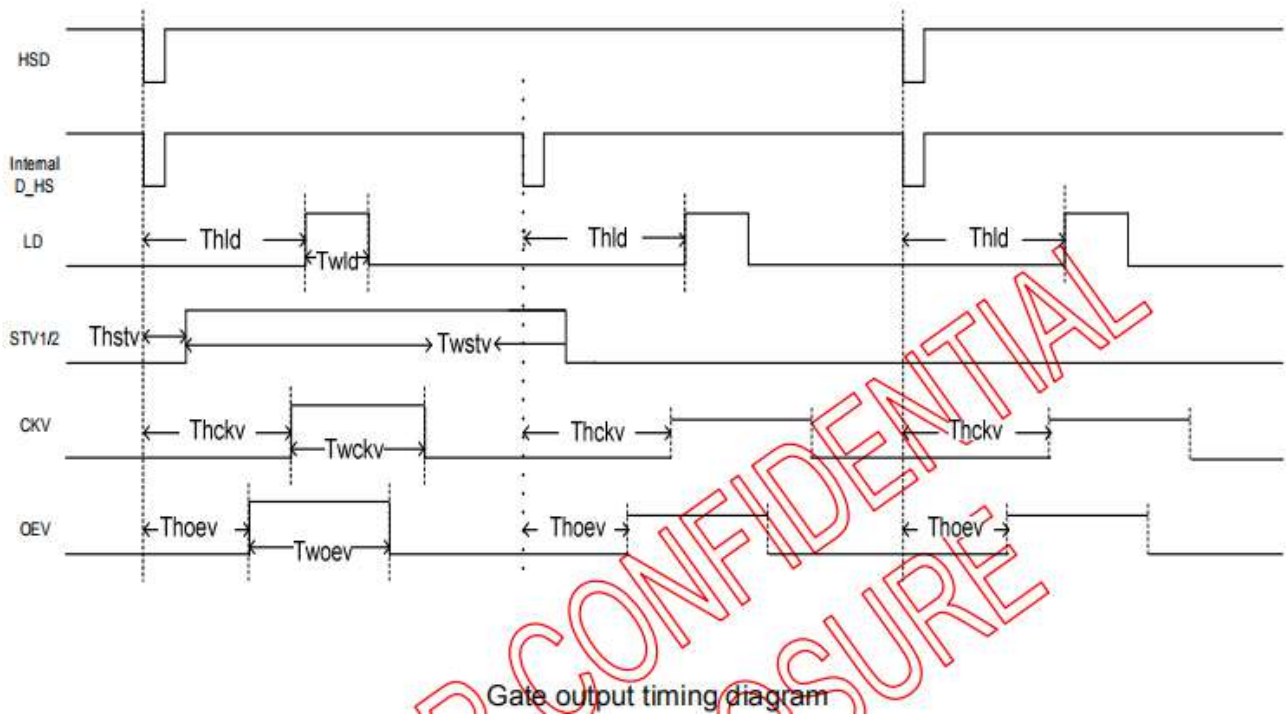 HSD
Internal
D_HS
LD
Thld
Thld
Thld
Twld
STV1/2
Thstv
Twstv
CKV
Thckv
Thckv
Thckv
Twckv
OEV
Thoev
Thoev
Thoev
Twoev
CONFIDENTIAL
OSURE
Gate output timing diagram